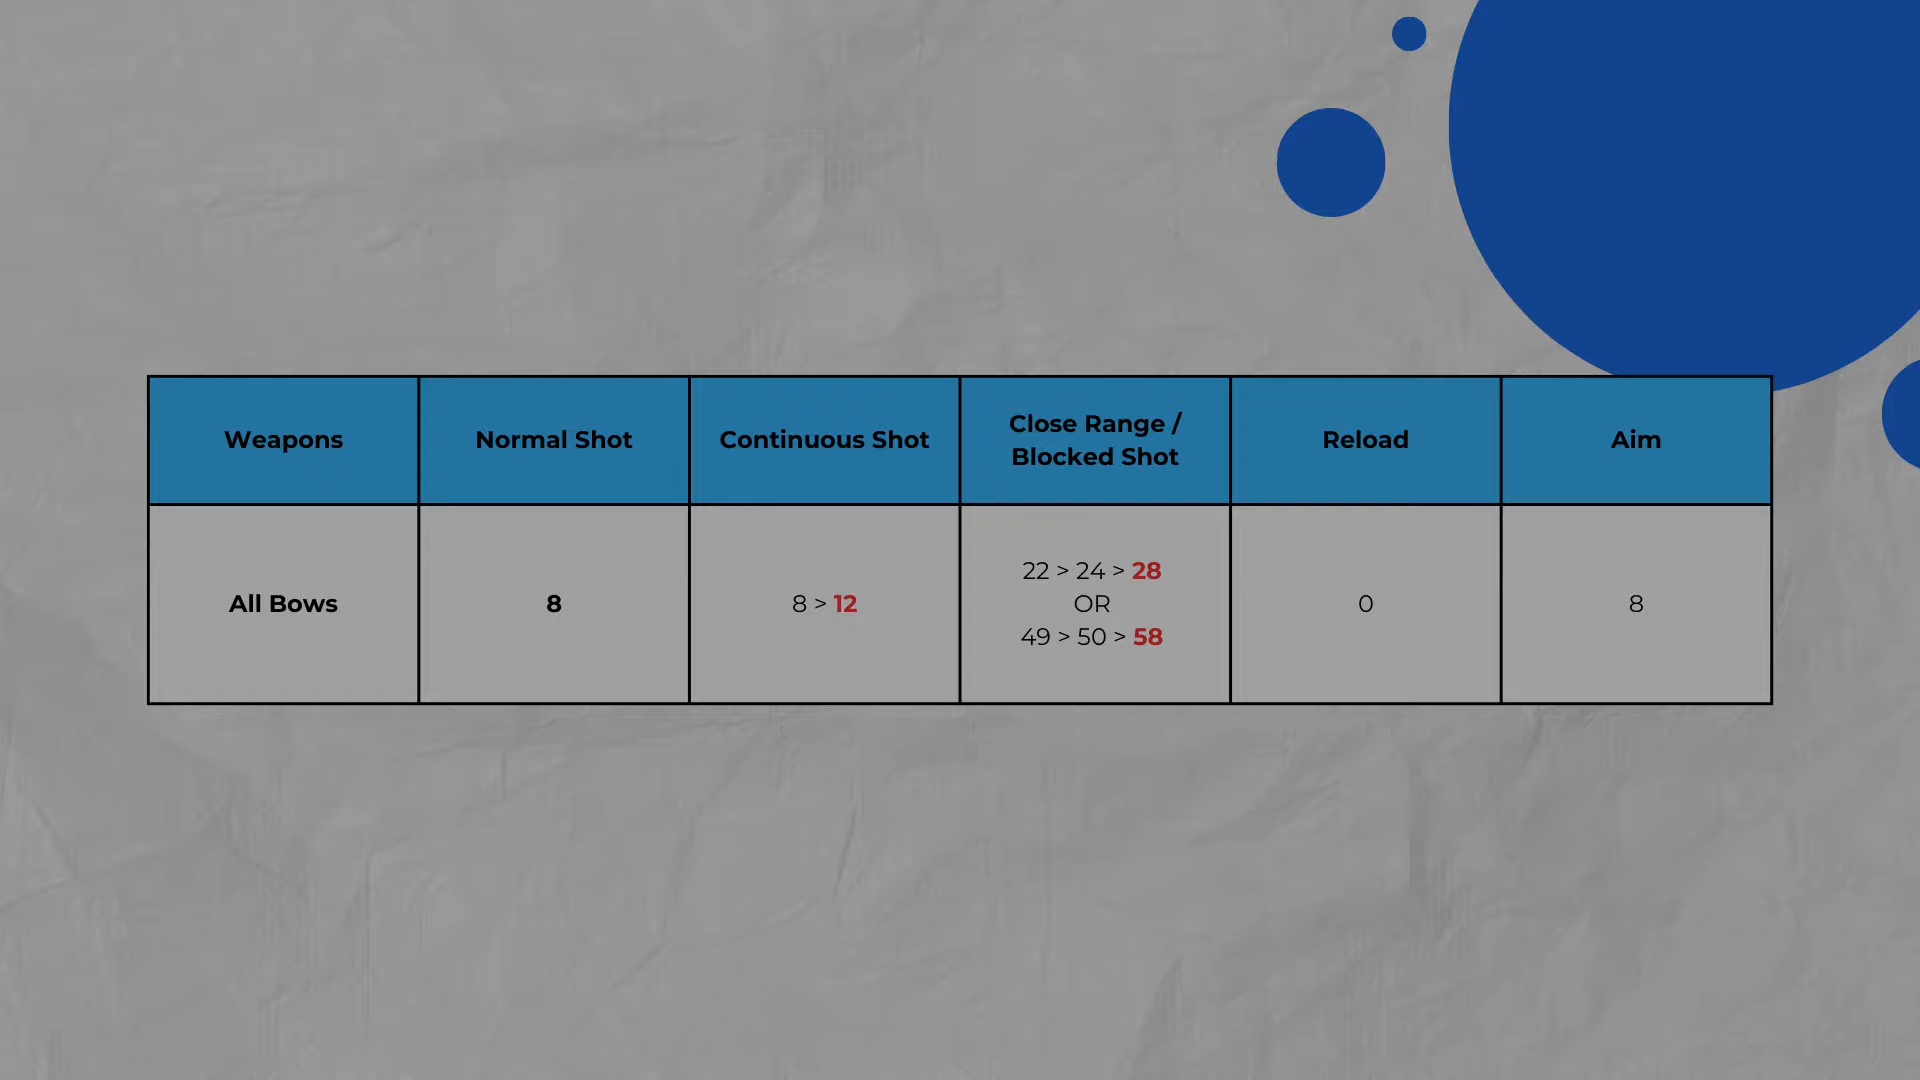 Weapons
Normal Shot
Continuous Shot
Close Range /
Blocked Shot
Reload
Aim
All Bows
8
8 > 12
22 > 24 > 28
OR
49 > 50 > 58
0
8